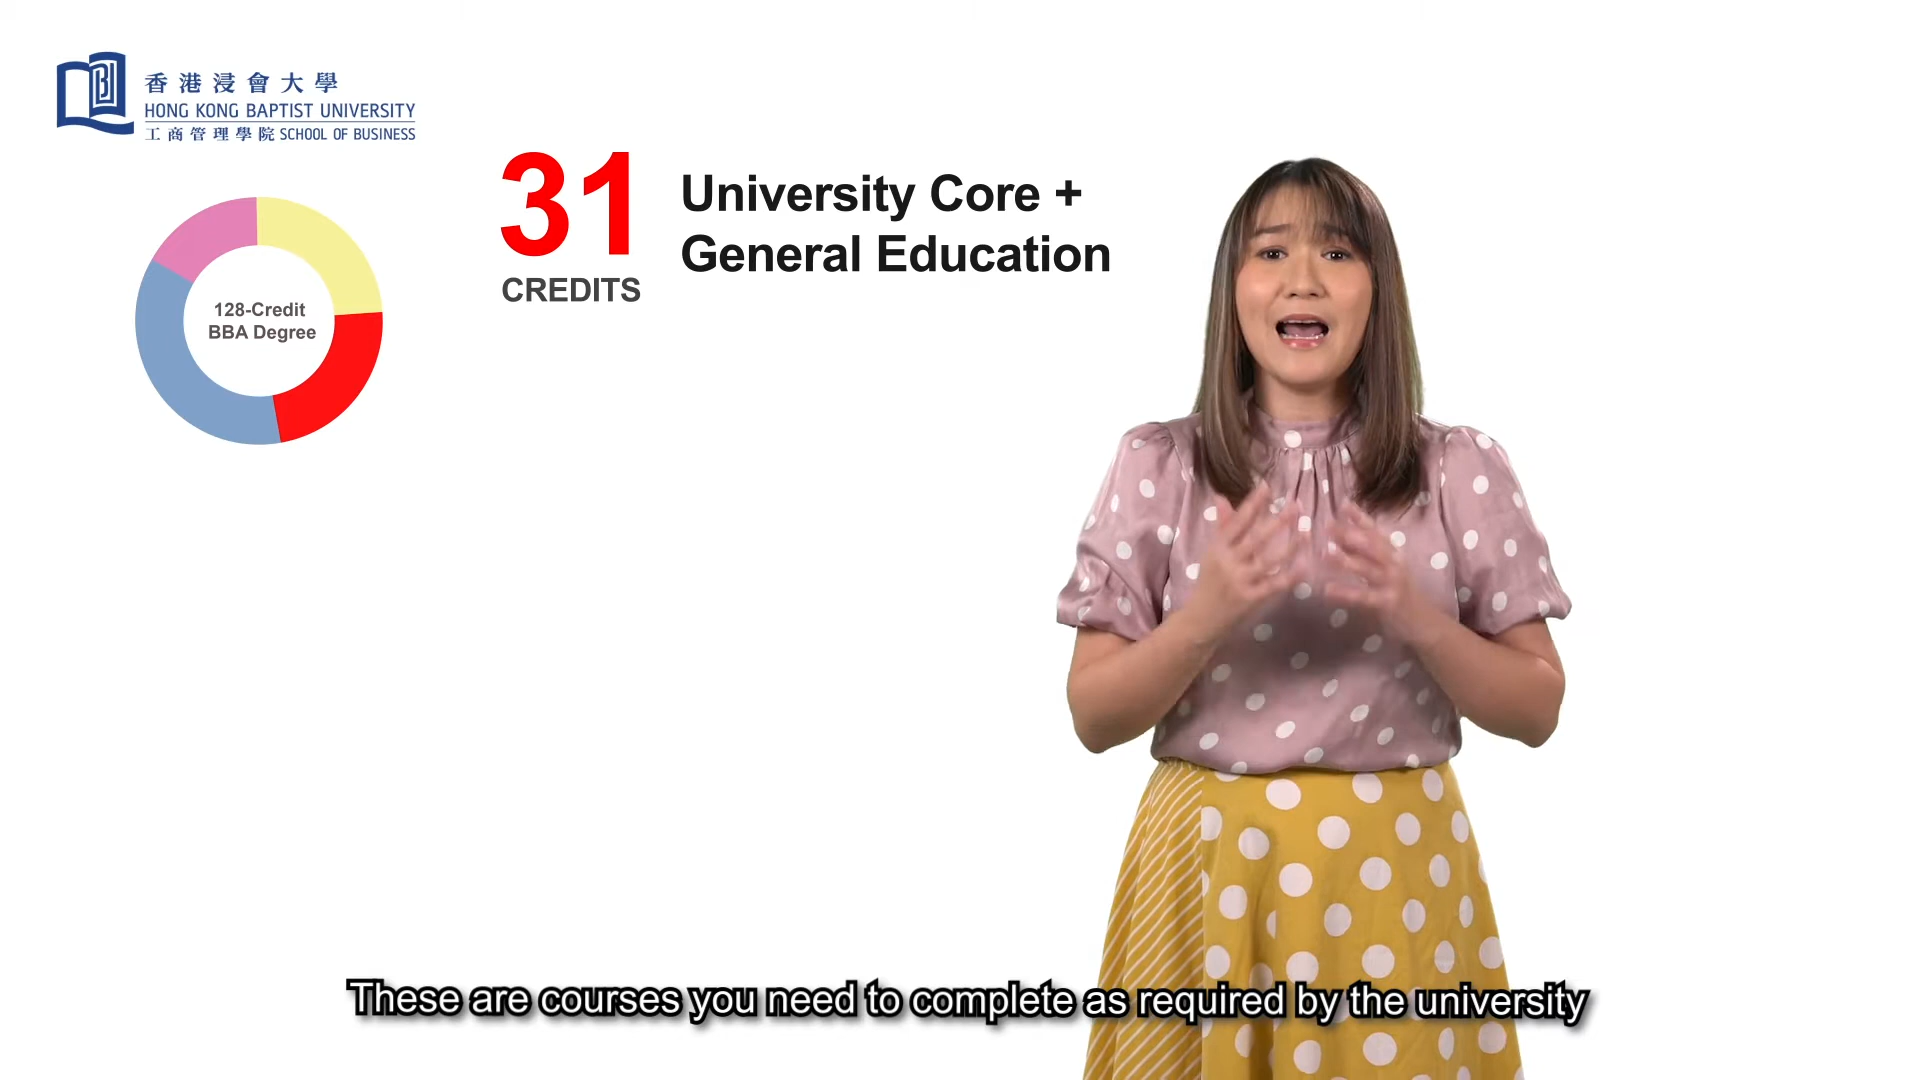 香港浸會大學
HONG KONG BAPTIST UNIVERSITY
工商管理學院 SCHOOL OF BUSINESS
31
CREDITS
University Core +
General Education
128-Credit
BBA Degree
These are courses you need to complete as required by the university